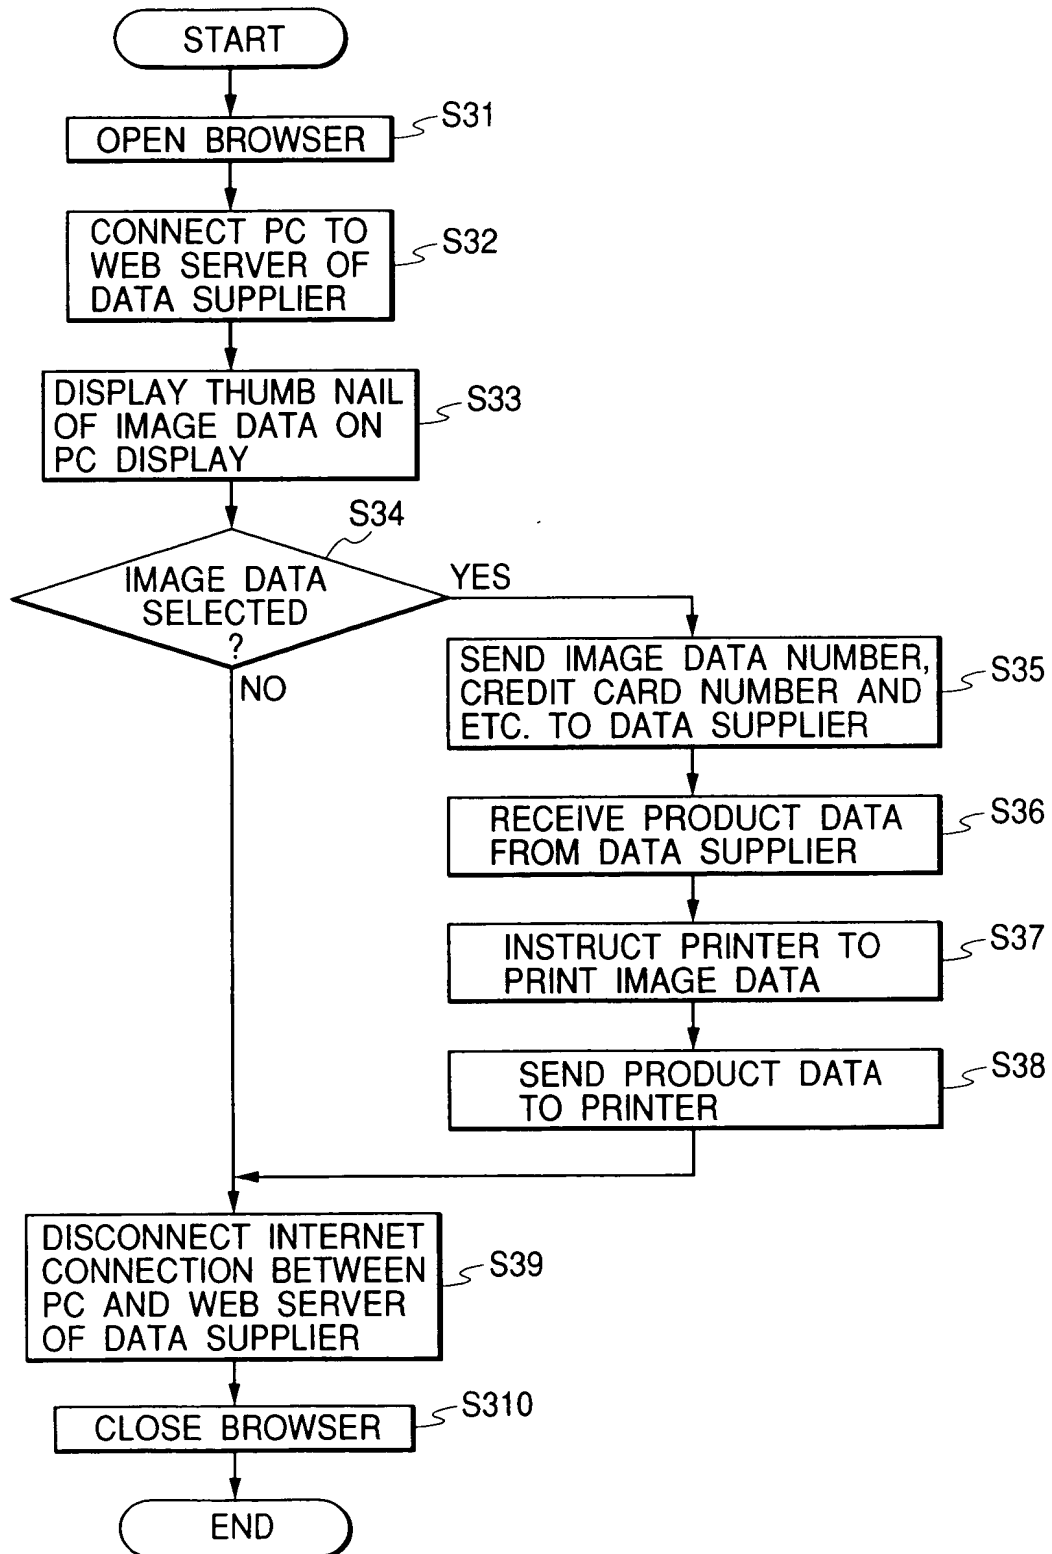 START
OPEN BROWSER
S31
CONNECT PC TO
WEB SERVER OF
DATA SUPPLIER
S32
DISPLAY THUMB NAIL
OF IMAGE DATA ON
PC DISPLAY
S33
S34
IMAGE DATA
SELECTED
?
YES
NO
SEND IMAGE DATA NUMBER,
CREDIT CARD NUMBER AND
ETC. TO DATA SUPPLIER
S35
RECEIVE PRODUCT DATA
FROM DATA SUPPLIER
S36
INSTRUCT PRINTER TO
PRINT IMAGE DATA
S37
SEND PRODUCT DATA
TO PRINTER
S38
DISCONNECT INTERNET
CONNECTION BETWEEN
PC AND WEB SERVER
OF DATA SUPPLIER
S39
CLOSE BROWSER
S310
END